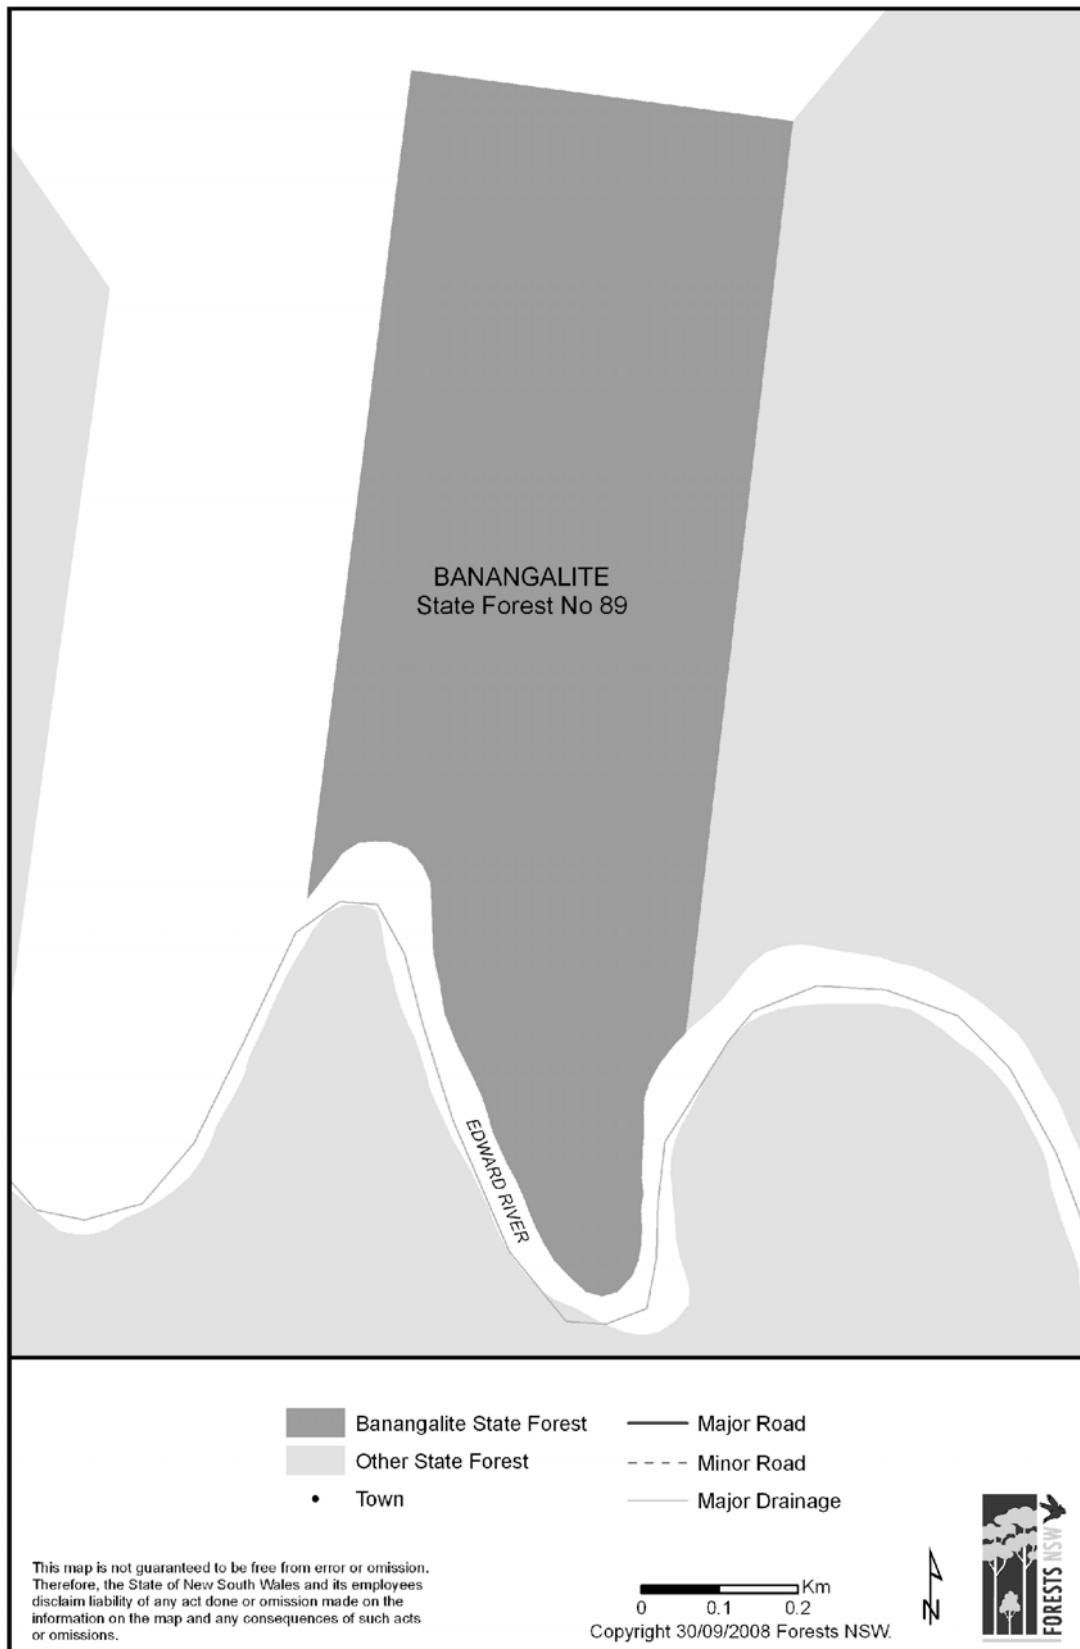 BANANGALITE
State Forest No 89
EDWARD RIVER
Banangalite State Forest
Other State Forest
Town
Major Road
Minor Road
Major Drainage
This map is not guaranteed to be free from error or omission.
Therefore, the State of New South Wales and its employees
disclaim liability of any act done or omission made on the
information on the map and any consequences of such acts
or omissions.
Km
0 0.1 0.2
Copyright 30/09/2008 Forests NSW.
N
FORESTS NSW